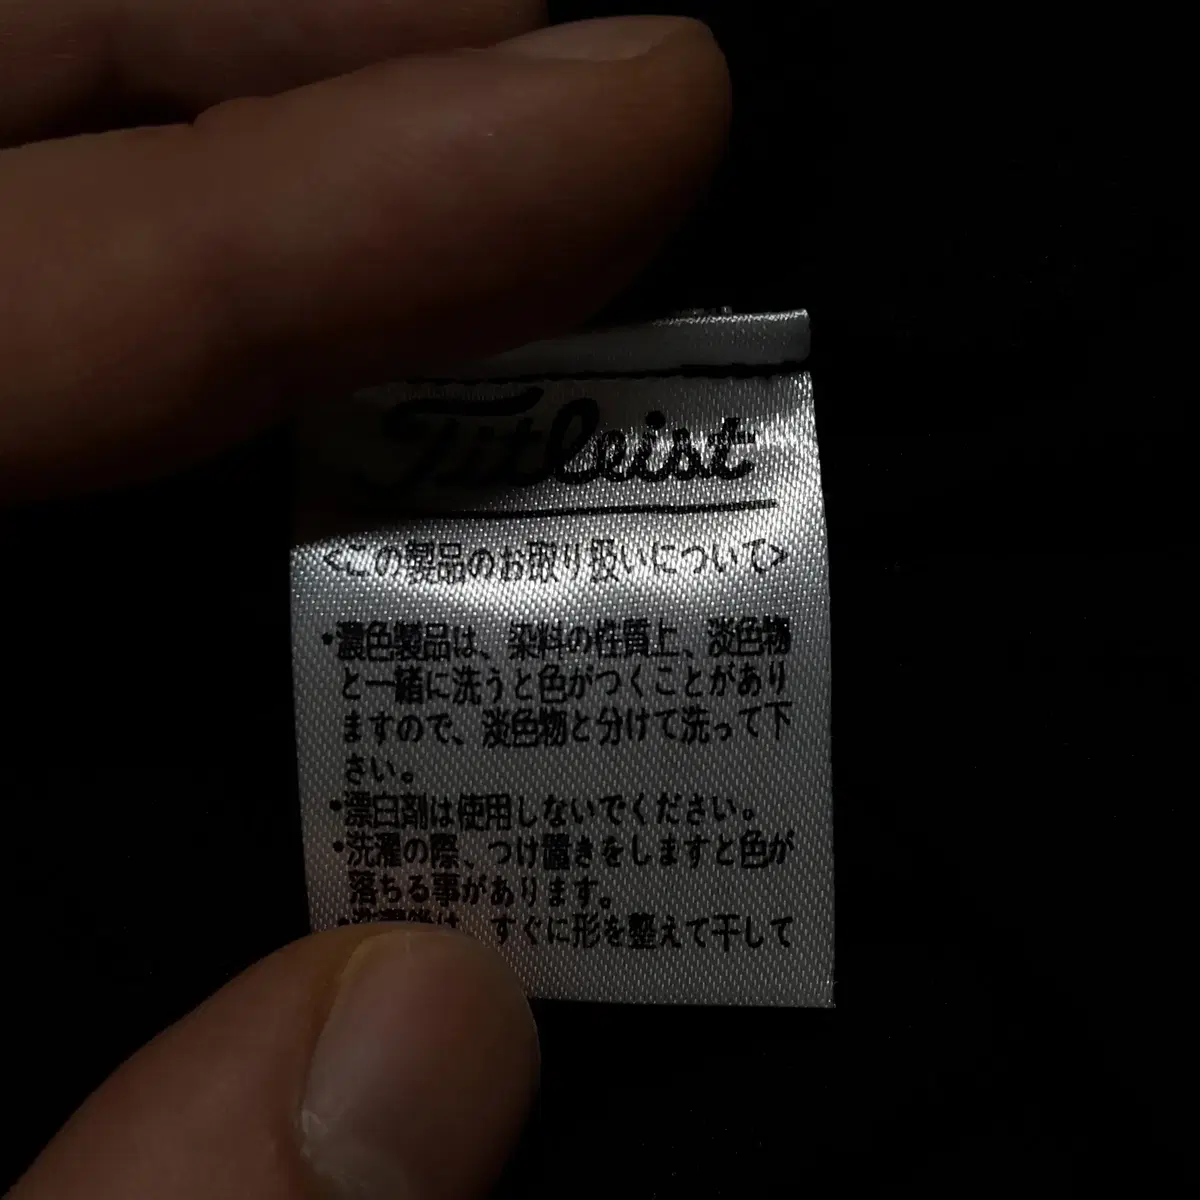 Titleist
<この製品のお取り扱いについて>
・濃色製品は、染料の性質上、淡色物
と一緒に洗うと色がつくことがあり
ますので、淡色物と分けて洗って下
さい。
・漂白剤は使用しないでください。
・洗濯の際、つけ置きをしますと色が
落ちる事があります。
すぐに形を整えて干して